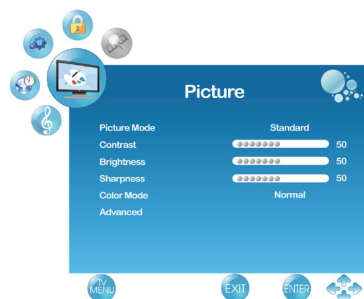 Picture
Picture Mode Standard
Contrast 50
Brightness 50
Sharpness 50
Color Mode Normal
Advanced
TV MENU EXIT ENTER